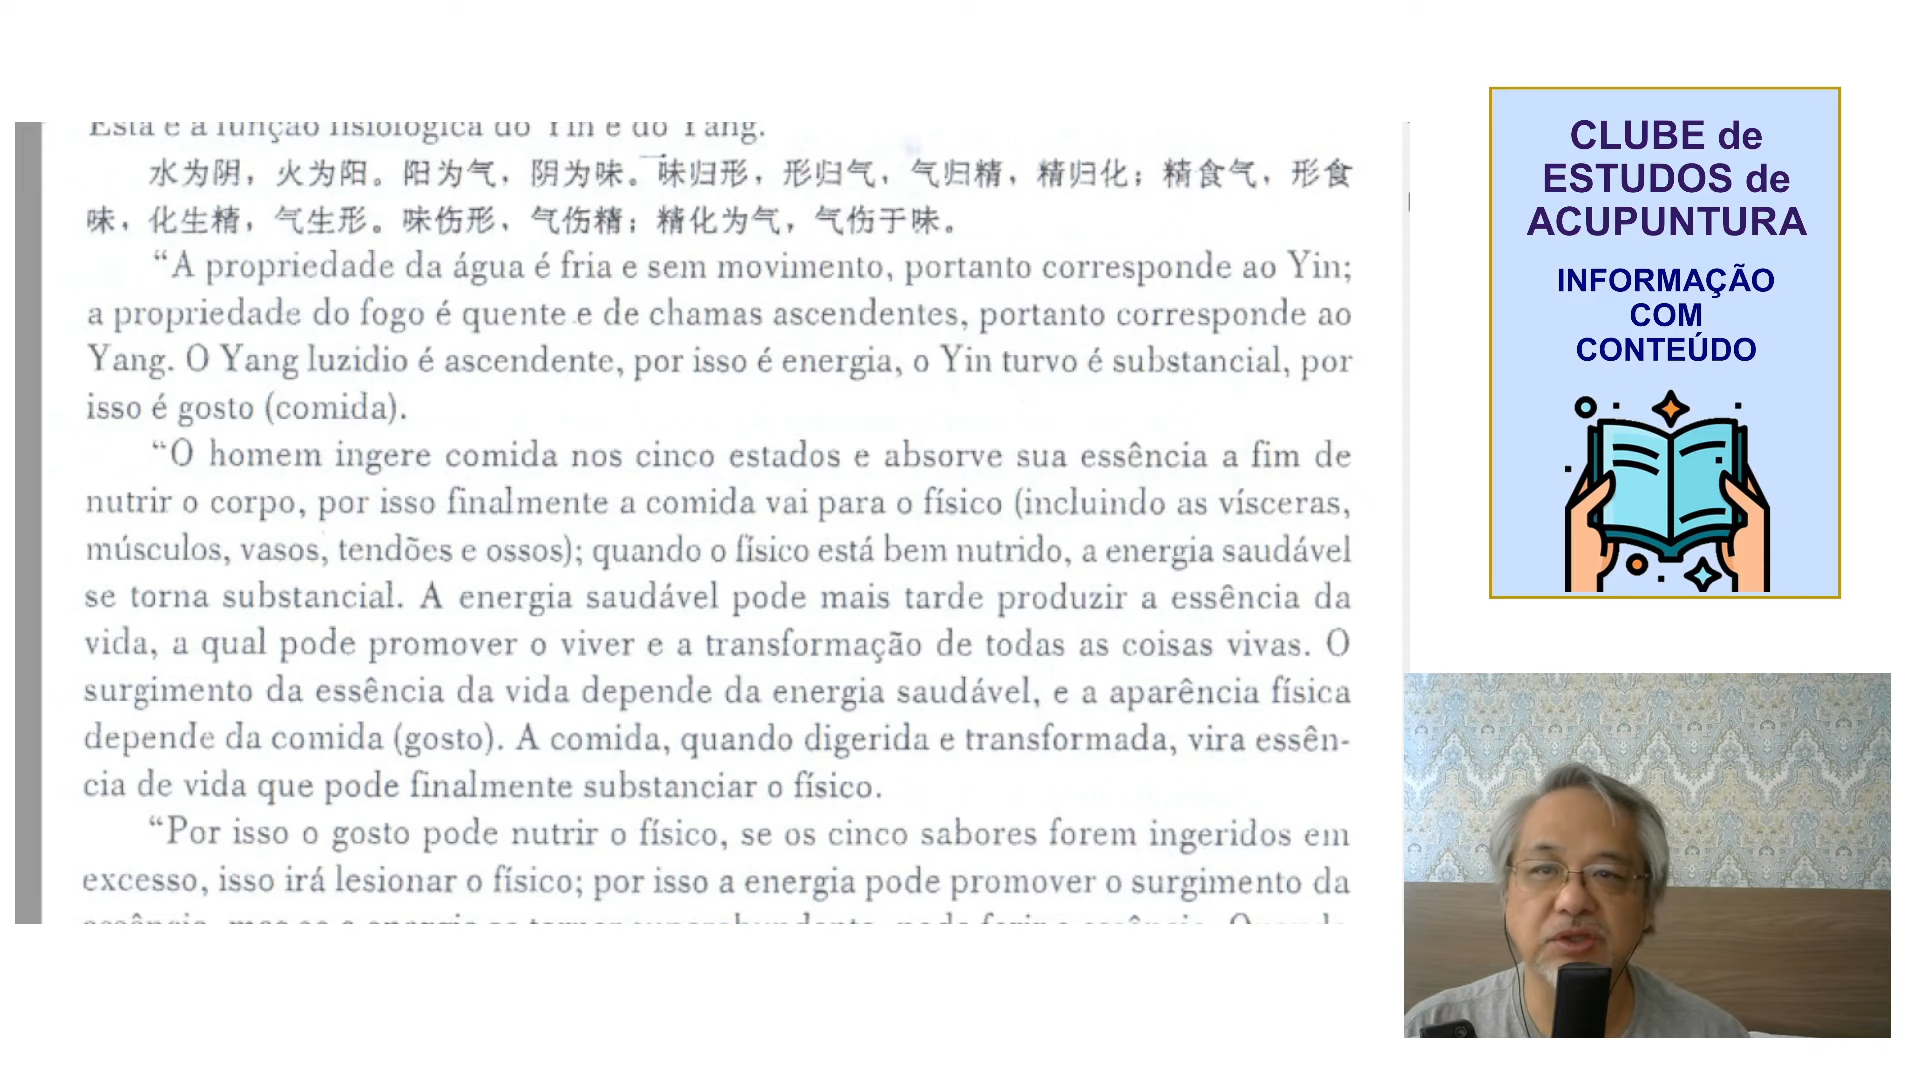 Esta é a função fisiológica do Yin e do Yang.
水为阴，火为阳。阳为气，阴为味。味归形，形归气，气归精，精归化；精食气，形食
味，化生精，气生形。味伤形，气伤精；精化为气，气伤于味。
“A propriedade da água é fria e sem movimento, portanto corresponde ao Yin;
a propriedade do fogo é quente e de chamas ascendentes, portanto corresponde ao
Yang. O Yang luzidio é ascendente, por isso é energia, o Yin turvo é substancial, por
isso é gosto (comida).
“O homem ingere comida nos cinco estados e absorve sua essência a fim de
nutrir o corpo, por isso finalmente a comida vai para o físico (incluindo as vísceras,
músculos, vasos, tendões e ossos); quando o físico está bem nutrido, a energia saudável
se torna substancial. A energia saudável pode mais tarde produzir a essência da
vida, a qual pode promover o viver e a transformação de todas as coisas vivas. O
surgimento da essência da vida depende da energia saudável, e a aparência física
depende da comida (gosto). A comida, quando digerida e transformada, vira essên-
cia de vida que pode finalmente substanciar o físico.
“Por isso o gosto pode nutrir o físico, se os cinco sabores forem ingeridos em
excesso, isso irá lesionar o físico; por isso a energia pode promover o surgimento da
CLUBE de
ESTUDOS de
ACUPUNTURA
INFORMAÇÃO
COM
CONTEÚDO